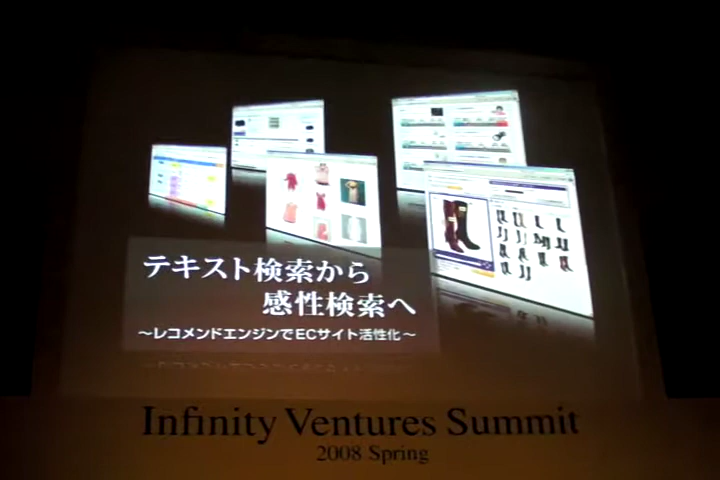 テキスト検索から
感性検索へ
～レコメンドエンジンでECサイト活性化～
Infinity Ventures Summit
2008 Spring